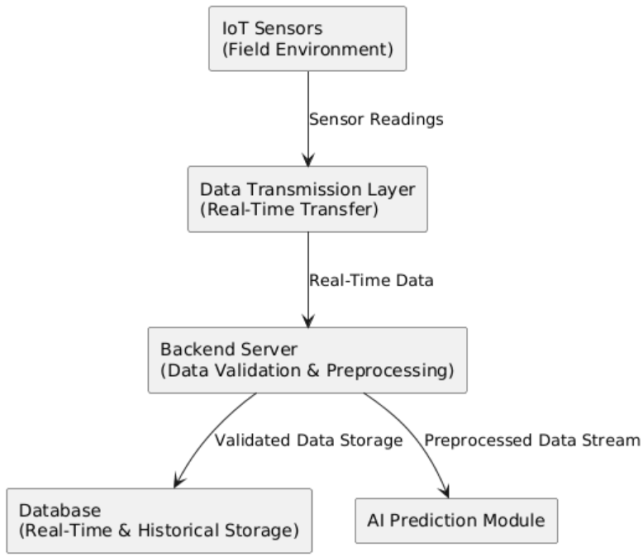 IoT Sensors
(Field Environment)
Sensor Readings
Data Transmission Layer
(Real-Time Transfer)
Real-Time Data
Backend Server
(Data Validation & Preprocessing)
Validated Data Storage
Preprocessed Data Stream
Database
(Real-Time & Historical Storage)
AI Prediction Module